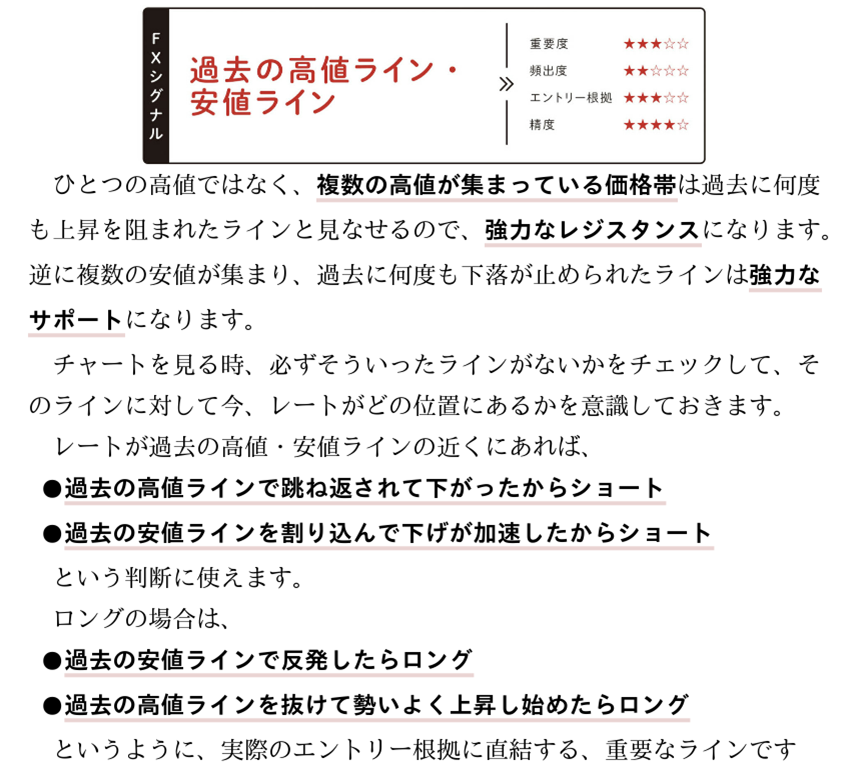 FXシグナル
過去の高値ライン・
安値ライン
»
重要度 ★★★☆☆
頻出度 ★★☆☆☆
エントリー根拠 ★★★☆☆
精度 ★★★★☆
ひとつの高値ではなく、複数の高値が集まっている価格帯は過去に何度
も上昇を阻まれたラインと見なせるので、強力なレジスタンスになります。
逆に複数の安値が集まり、過去に何度も下落が止められたラインは強力な
サポートになります。
チャートを見る時、必ずそういったラインがないかをチェックして、そ
のラインに対して今、レートがどの位置にあるかを意識しておきます。
レートが過去の高値・安値ラインの近くにあれば、
●過去の高値ラインで跳ね返されて下がったからショート
●過去の安値ラインを割り込んで下げが加速したからショート
という判断に使えます。
ロングの場合は、
●過去の安値ラインで反発したらロング
●過去の高値ラインを抜けて勢いよく上昇し始めたらロング
というように、実際のエントリー根拠に直結する、重要なラインです